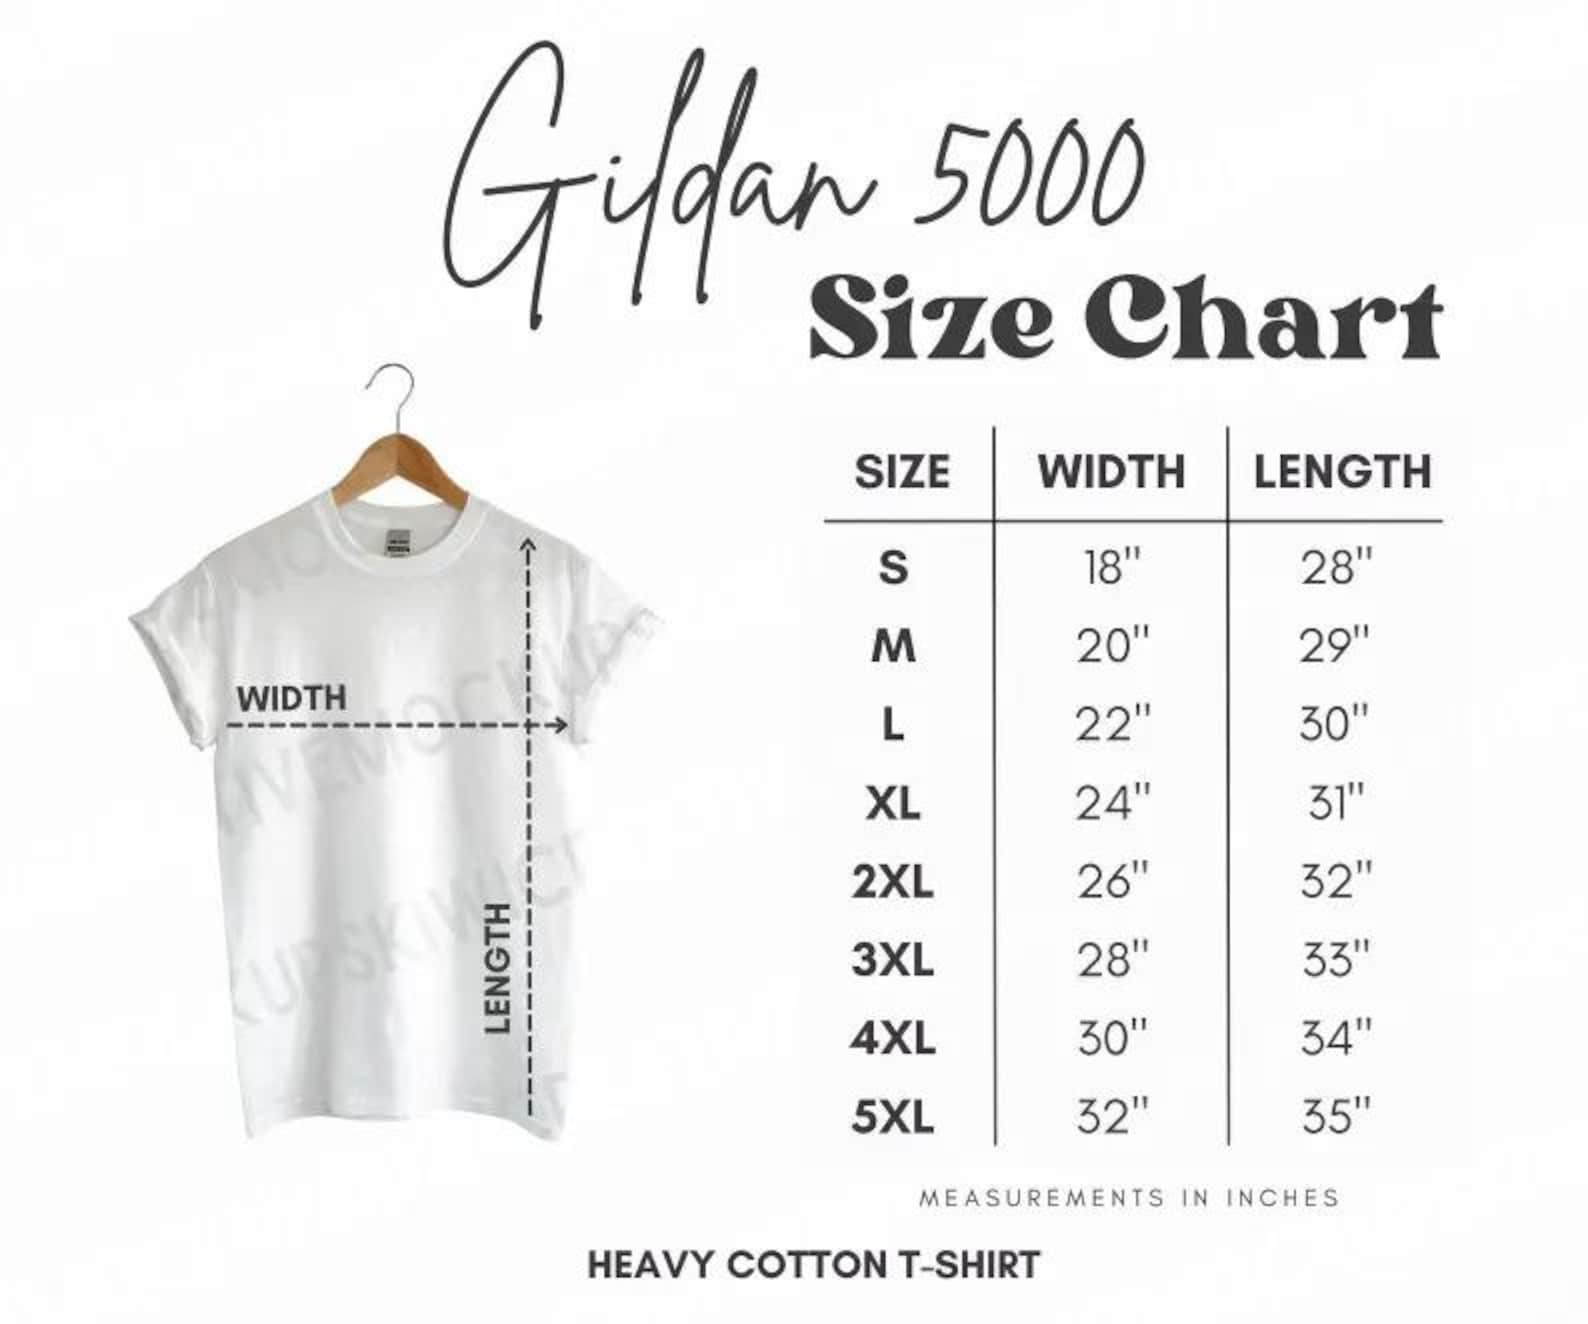 Gildan 5000
Size Chart
SIZE WIDTH LENGTH
S 18" 28"
M 20" 29"
L 22" 30"
XL 24" 31"
2XL 26" 32"
3XL 28" 33"
4XL 30" 34"
5XL 32" 35"
WIDTH
LENGTH
MEASUREMENTS IN INCHES
HEAVY COTTON T-SHIRT